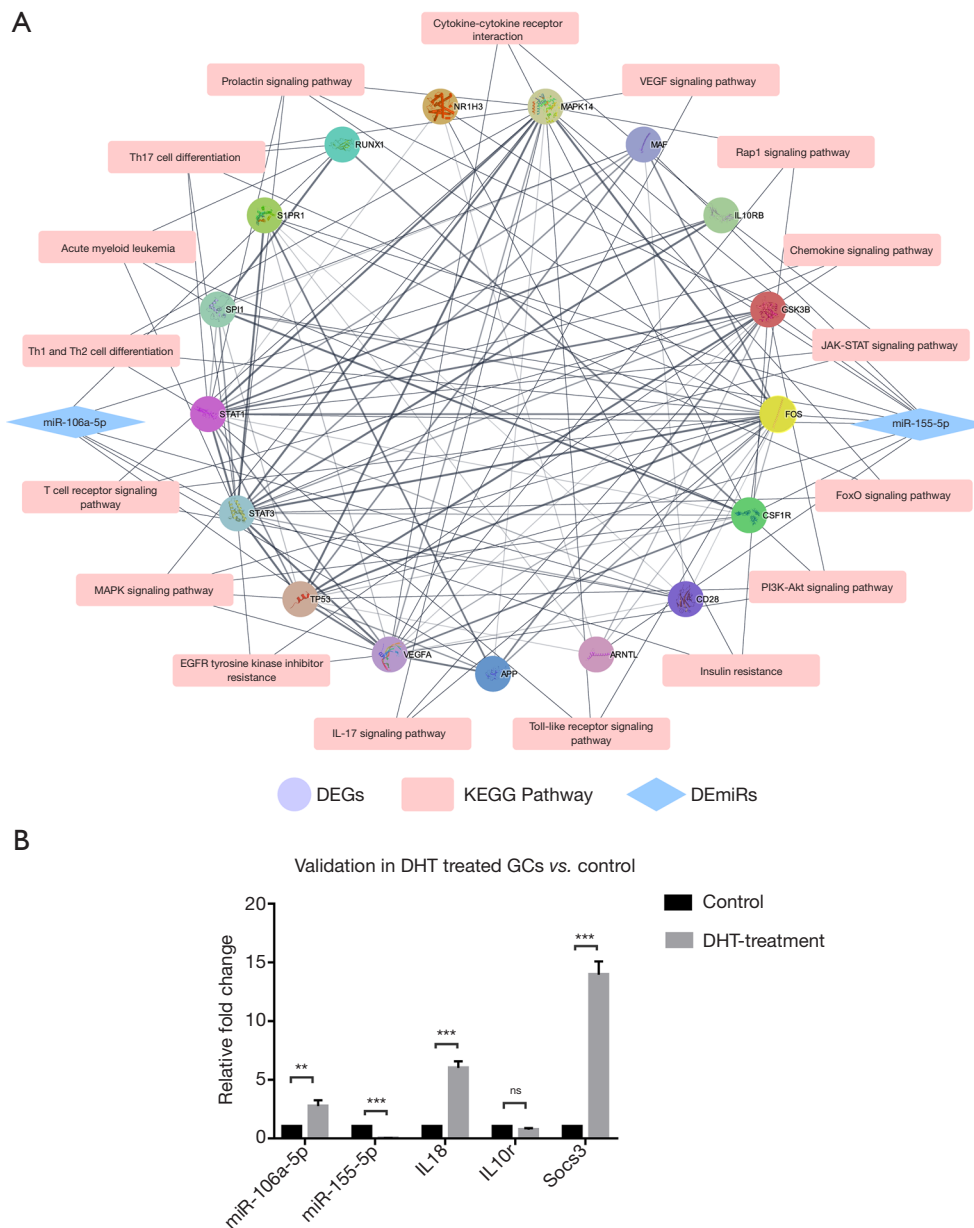 A
Cytokine-cytokine receptor
interaction
Prolactin signaling pathway
VEGF signaling pathway
NR1H3
MAPK14
RUNX1
MAF
Th17 cell differentiation
Rap1 signaling pathway
S1PR1
IL10RB
Acute myeloid leukemia
Chemokine signaling pathway
SPI1
GSK3B
Th1 and Th2 cell differentiation
JAK-STAT signaling pathway
miR-106a-5p
STAT1
FOS
miR-155-5p
T cell receptor signaling
pathway
STAT3
CSF1R
FoxO signaling pathway
MAPK signaling pathway
TP53
CD28
PI3K-Akt signaling pathway
EGFR tyrosine kinase inhibitor
resistance
VEGFA
APP
ARNTL
Insulin resistance
IL-17 signaling pathway
Toll-like receptor signaling
pathway
DEGs
KEGG Pathway
DEmiRs
B
Validation in DHT treated GCs vs. control
Control
DHT-treatment
Relative fold change
20
15
10
5
0
**
***
***
ns
***
miR-106a-5p
miR-155-5p
IL18
IL10r
Socs3